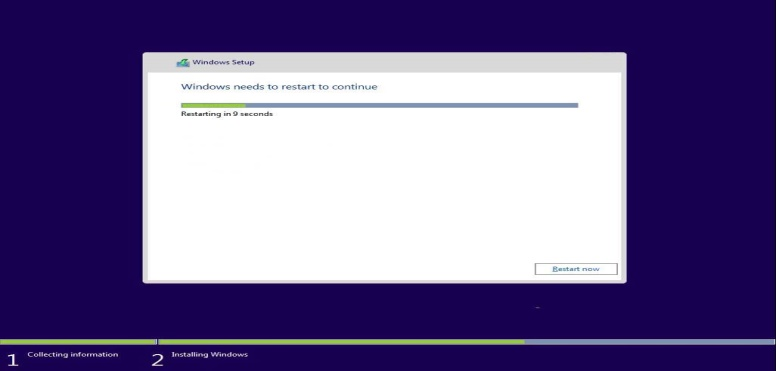 Windows Setup
Windows needs to restart to continue
Restarting in 9 seconds
Restart now
1 Collecting information
2 Installing Windows